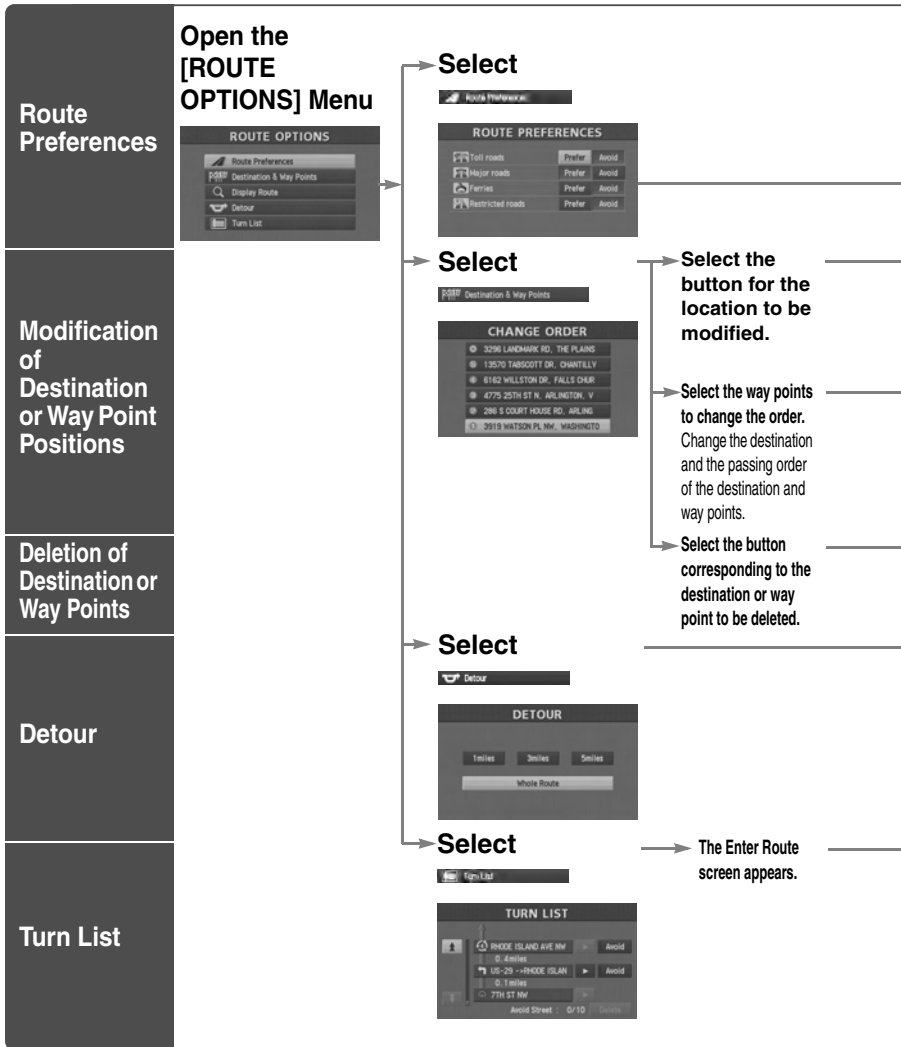 Route
Preferences
Open the
[ROUTE
OPTIONS] Menu
ROUTE OPTIONS
Route Preferences
Destination & Way Points
Display Route
Detour
Turn List
Select
Route Preferences
ROUTE PREFERENCES
Toll roads Prefer Avoid
Major roads Prefer Avoid
Ferries Prefer Avoid
Restricted roads Prefer Avoid
Modification
of
Destination
or Way Point
Positions
Select
Destination & Way Points
CHANGE ORDER
3296 LANDMARK RD, THE PLAINS
13570 TABSCOTT DR, CHANTILLY
6162 WILLSTON DR, FALLS CHUR
4775 25TH ST N, ARLINGTON, V
286 S COURT HOUSE RD, ARLING
3919 WATSON PL NW, WASHINGTO
Select the
button for the
location to be
modified.
Select the way points
to change the order.
Change the destination
and the passing order
of the destination and
way points.
Deletion of
Destination or
Way Points
Select the button
corresponding to the
destination or way
point to be deleted.
Detour
Select
Detour
DETOUR
1miles 3miles 5miles
Whole Route
Turn List
Select
Turn List
TURN LIST
RHODE ISLAND AVE NW Avoid
0.4miles
US-29 ->RHODE ISLAN Avoid
0.1miles
7TH ST NW
Avoid Street : 0/10 Delete
The Enter Route
screen appears.